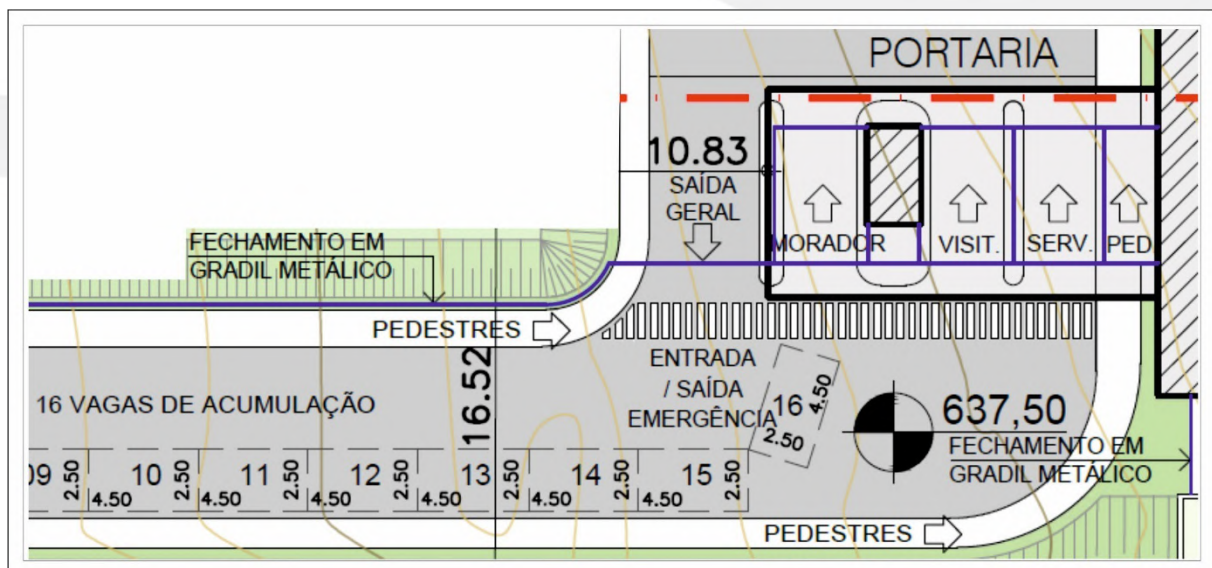 PORTARIA
10.83
SAÍDA
GERAL
MORADOR
VISIT.
SERV.
PED.
FECHAMENTO EM
GRADIL METÁLICO
PEDESTRES
16.52
ENTRADA
/ SAÍDA
EMERGÊNCIA
16
4.50
2.50
637,50
FECHAMENTO EM
GRADIL METÁLICO
16 VAGAS DE ACUMULAÇÃO
09 2.50 10 2.50 11 2.50 12 2.50 13 2.50 14 2.50 15 2.50
4.50 4.50 4.50 4.50 4.50 4.50
PEDESTRES